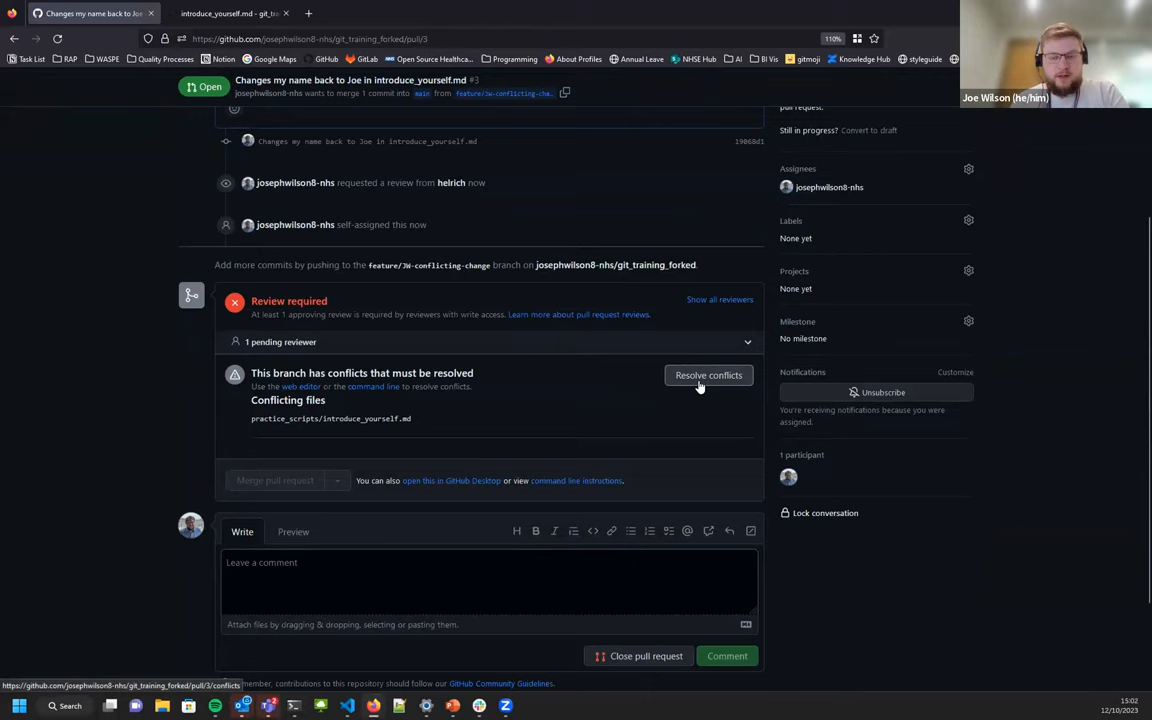 Changes my name back to Joe
introduce_yourself.md - git_tra
https://github.com/josephwilson8-nhs/git_training_forked/pull/3
110%
Task List
RAP
WASPE
Quality Processes
Notion
Google Maps
GitHub
GitLab
Open Source Healthcar...
Programming
About Profiles
Annual Leave
NHSE Hub
AI
BI Vis
gitmoji
Knowledge Hub
styleguide
Joe Wilson (he/him)
Open
Changes my name back to Joe in introduce_yourself.md #3
josephwilson8-nhs wants to merge 1 commit into main from feature/JW-conflicting-cha…
pull request.
Still in progress? Convert to draft
Changes my name back to Joe in introduce_yourself.md
19068d1
josephwilson8-nhs requested a review from helrich now
josephwilson8-nhs self-assigned this now
Assignees
josephwilson8-nhs
Labels
None yet
Projects
None yet
Milestone
No milestone
Notifications
Customize
Unsubscribe
You're receiving notifications because you were
assigned.
1 participant
Lock conversation
Add more commits by pushing to the feature/JW-conflicting-change branch on josephwilson8-nhs/git_training_forked.
Review required
Show all reviewers
At least 1 approving review is required by reviewers with write access. Learn more about pull request reviews.
1 pending reviewer
This branch has conflicts that must be resolved
Resolve conflicts
Use the web editor or the command line to resolve conflicts.
Conflicting files
practice_scripts/introduce_yourself.md
Merge pull request
You can also open this in GitHub Desktop or view command line instructions.
Write
Preview
Leave a comment
Attach files by dragging & dropping, selecting or pasting them.
Close pull request
Comment
https://github.com/josephwilson8-nhs/git_training_forked/pull/3/conflicts
member, contributions to this repository should follow our GitHub Community Guidelines.
Search
15:02
12/10/2023